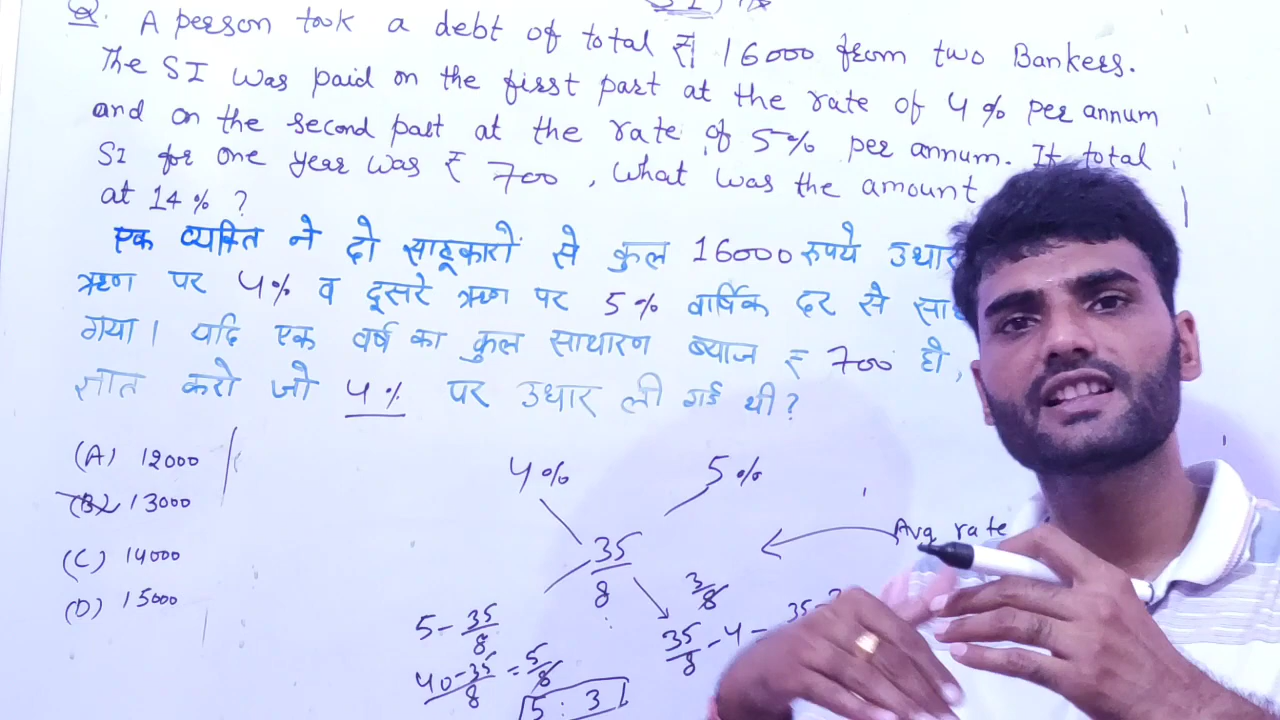 Q. A person took a debt of total ₹ 16000 from two Bankers.
The SI was paid on the first part at the rate of 4% per annum
and on the second part at the rate of 5% per annum. If total
SI for one year was ₹ 700, what was the amount
at 14% ?
एक व्यक्ति ने दो साहूकारों से कुल 16000 रुपये उधार
ऋण पर 4% व दूसरे ऋण पर 5% वार्षिक दर से
गया। यदि एक वर्ष का कुल साधारण ब्याज ₹ 700 हो,
ज्ञात करो जो 4% पर उधार ली गई थी?
(A) 12000
(B) 13000
(C) 14000
(D) 15000
4% 5%
35/8
Avg rate
3/8
5-35/8
35/8-4-
40-35/8=5/8
5:3